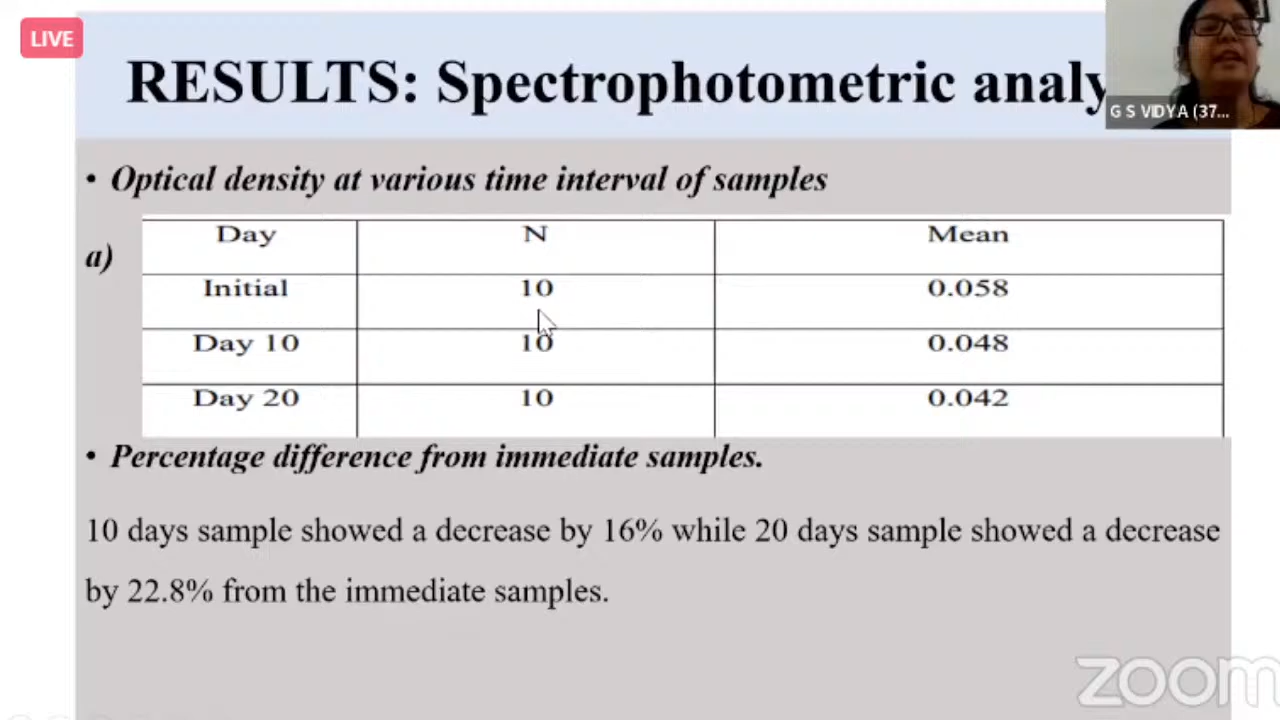 LIVE
RESULTS: Spectrophotometric analy
G S VIDYA (37...
• Optical density at various time interval of samples
a)
Day N Mean
Initial 10 0.058
Day 10 10 0.048
Day 20 10 0.042
• Percentage difference from immediate samples.
10 days sample showed a decrease by 16% while 20 days sample showed a decrease
by 22.8% from the immediate samples.
zoom